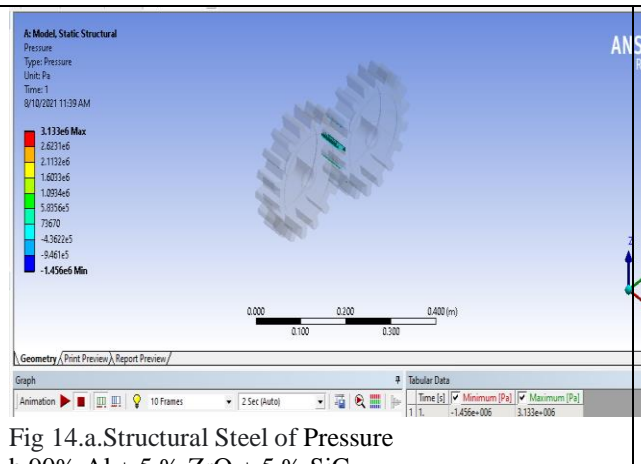 A: Model, Static Structural
Pressure
Type: Pressure
Unit: Pa
Time: 1
8/10/2021 11:39 AM
3.133e6 Max
2.6231e6
2.1132e6
1.6033e6
1.0934e6
5.8356e5
73670
-4.3622e5
-9.461e5
-1.456e6 Min
ANS
R
Z
0.000 0.200 0.400 (m)
0.100 0.300
Geometry Print Preview Report Preview
Graph
Animation 10 Frames 2 Sec (Auto)
Tabular Data
Time [s] Minimum [Pa] Maximum [Pa]
1 1. -1.456e+006 3.133e+006
Fig 14.a.Structural Steel of Pressure